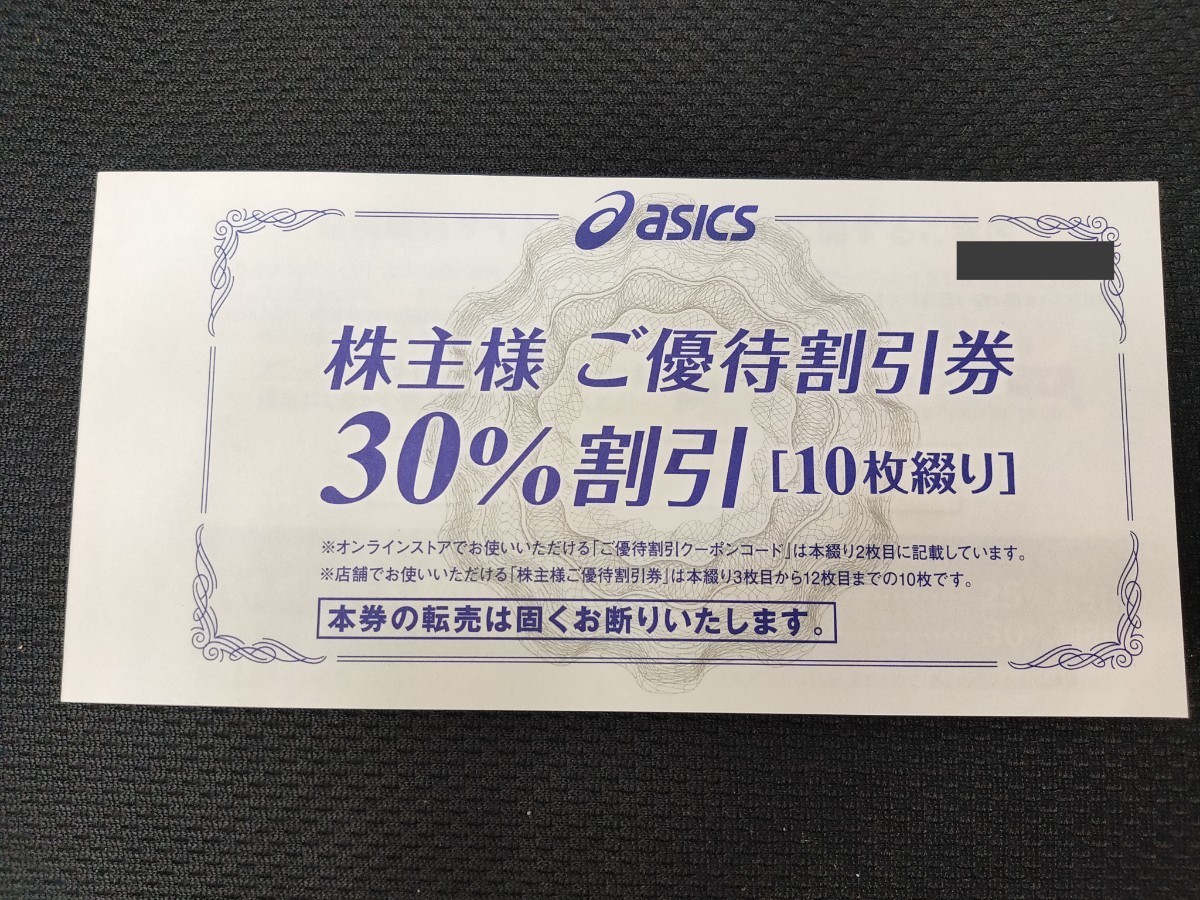 asics
株主様 ご優待割引券
30%割引[10枚綴り]
※オンラインストアでお使いいただける「ご優待割引クーポンコード」は本綴り2枚目に記載しています。
※店舗でお使いいただける「株主様ご優待割引券」は本綴り3枚目から12枚目までの10枚です。
本券の転売は固くお断りいたします。